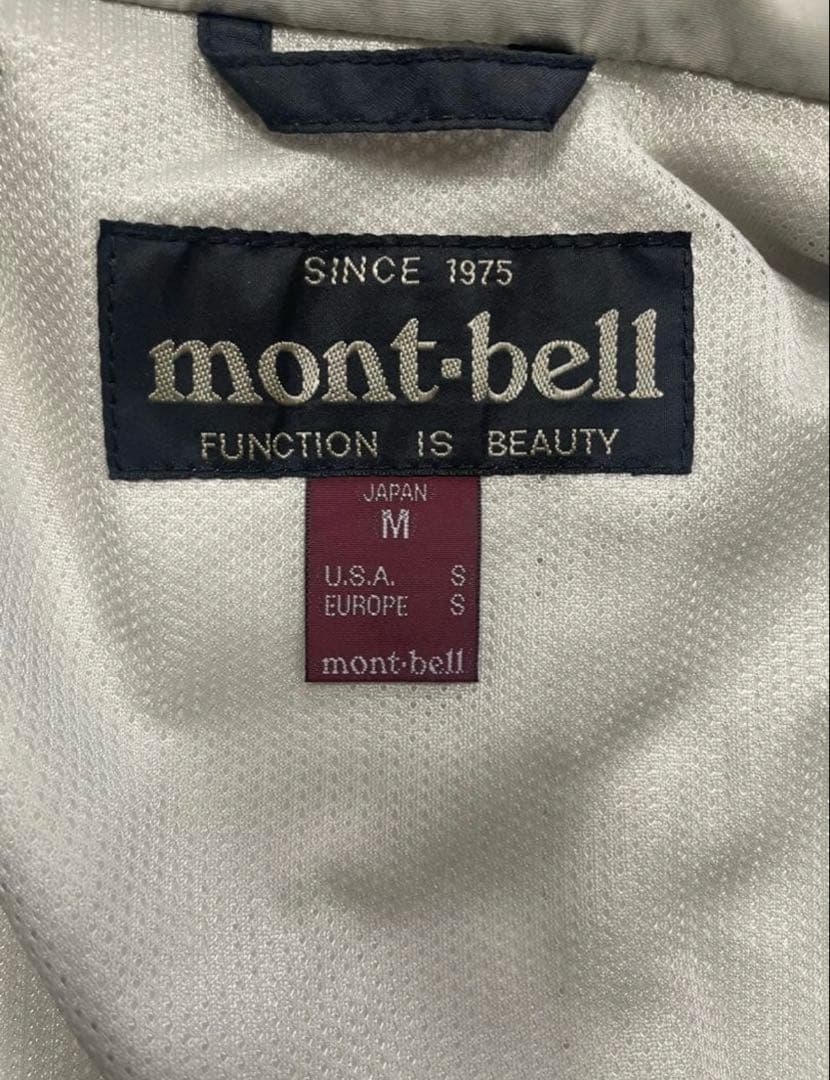 SINCE 1975
mont·bell
FUNCTION IS BEAUTY
JAPAN
M
U.S.A. S
EUROPE S
mont·bell